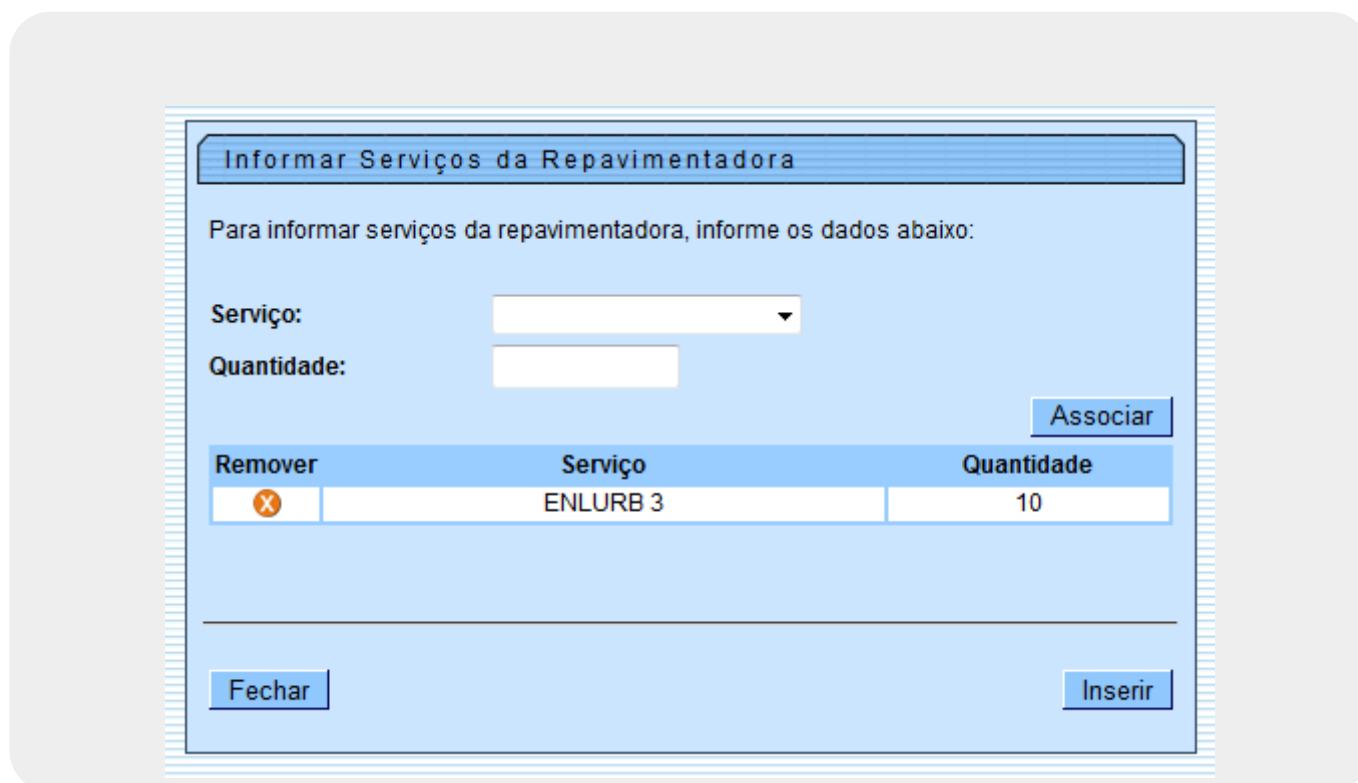 Informar Serviços da Repavimentadora
Para informar serviços da repavimentadora, informe os dados abaixo:
Serviço:
Quantidade:
Associar
Remover Serviço Quantidade
X ENLURB 3 10
Fechar Inserir